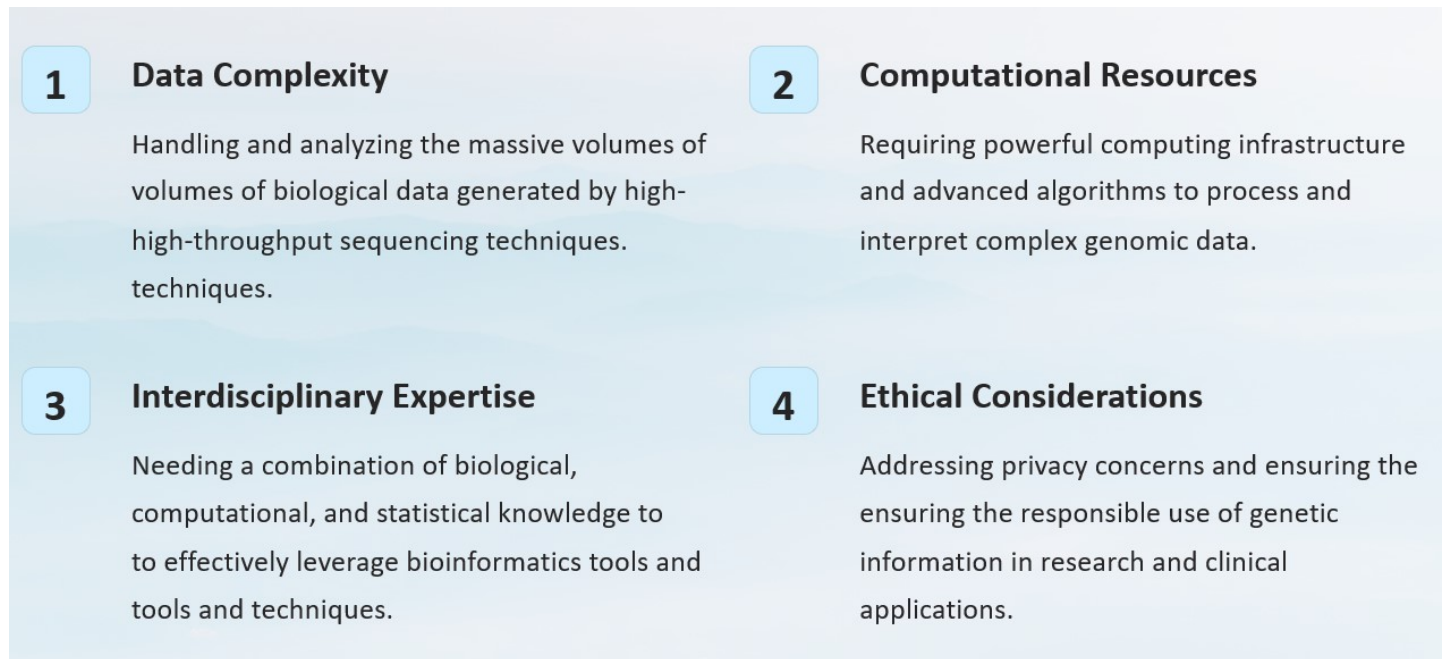 1
Data Complexity
Handling and analyzing the massive volumes of
volumes of biological data generated by high-
high-throughput sequencing techniques.
techniques.
2
Computational Resources
Requiring powerful computing infrastructure
and advanced algorithms to process and
interpret complex genomic data.
3
Interdisciplinary Expertise
Needing a combination of biological,
computational, and statistical knowledge to
to effectively leverage bioinformatics tools and
tools and techniques.
4
Ethical Considerations
Addressing privacy concerns and ensuring the
ensuring the responsible use of genetic
information in research and clinical
applications.